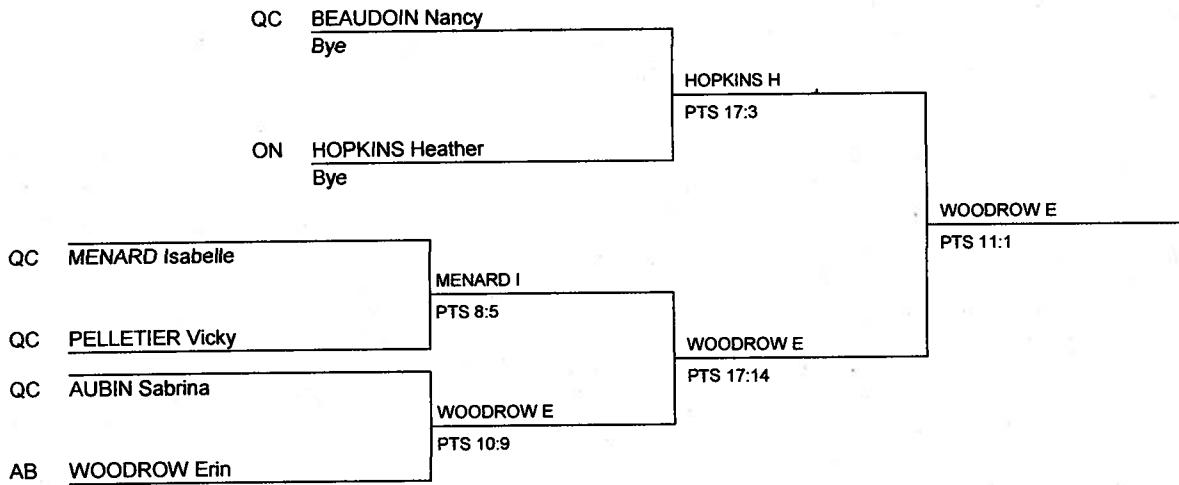 QC BEAUDOIN Nancy
Bye
HOPKINS H
PTS 17:3
ON HOPKINS Heather
Bye
WOODROW E
PTS 11:1
QC MENARD Isabelle
MENARD I
PTS 8:5
QC PELLETIER Vicky
WOODROW E
PTS 17:14
QC AUBIN Sabrina
WOODROW E
PTS 10:9
AB WOODROW Erin